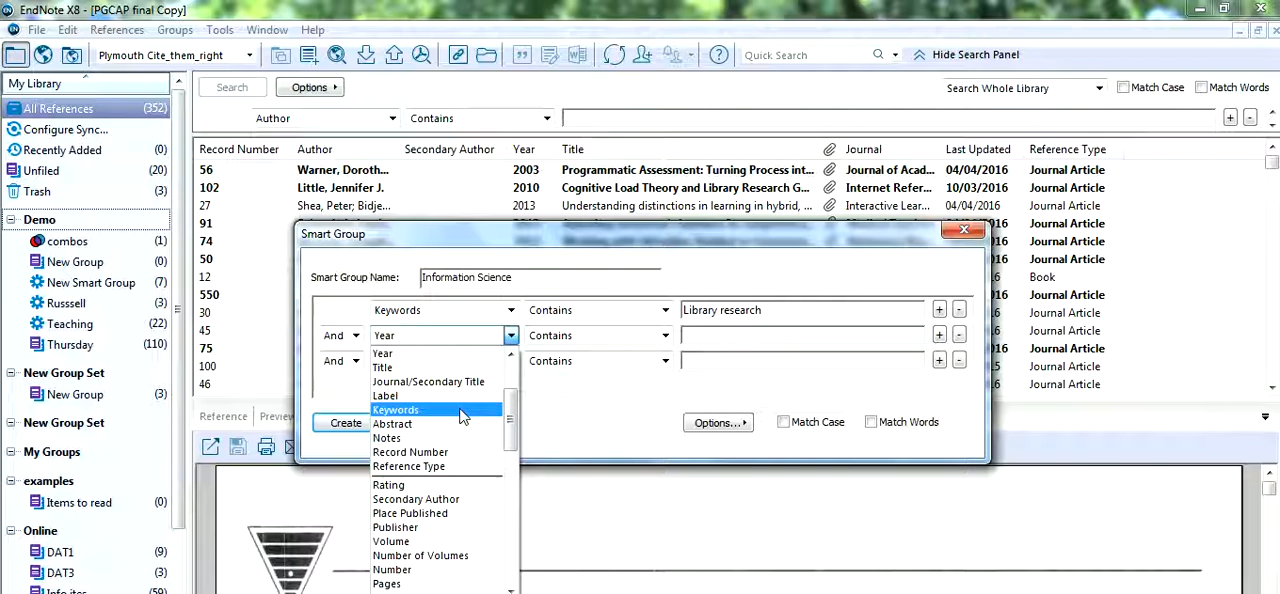 EndNote X8 - [PGCAP final Copy]
File Edit References Groups Tools Window Help
Plymouth Cite_them_right Quick Search Hide Search Panel
My Library
All References (352)
Configure Sync...
Recently Added (0)
Unfiled (20)
Trash (3)
Demo
combos (1)
New Group (0)
New Smart Group (7)
Russsell (3)
Teaching (22)
Thursday (110)
New Group Set
New Group (3)
New Group Set
My Groups
examples
Items to read (0)
Online
DAT1 (9)
DAT3 (3)
Search Options Search Whole Library Match Case Match Words
Author Contains + -
Record Number Author Secondary Author Year Title Journal Last Updated Reference Type
56 Warner, Doroth... 2003 Programmatic Assessment: Turning Process int... Journal of Acad... 04/04/2016 Journal Article
102 Little, Jennifer J. 2010 Cognitive Load Theory and Library Research G... Internet Refer... 10/03/2016 Journal Article
27 Shea, Peter; Bidje... 2013 Understanding distinctions in learning in hybrid, ... Interactive Lear... 04/04/2016 Journal Article
91 Journal Article
74 Journal Article
50 Journal Article
12 Book
550 Journal Article
30 Journal Article
45 Journal Article
75 Journal Article
100 Journal Article
46 Journal Article
Reference Preview
Smart Group
Smart Group Name: Information Science
Keywords Contains Library research + -
And Year Contains + -
And Contains + -
Year
Title
Journal/Secondary Title
Label
Keywords
Abstract
Notes
Record Number
Reference Type
Rating
Secondary Author
Place Published
Publisher
Volume
Number of Volumes
Number
Pages
Create Options... Match Case Match Words